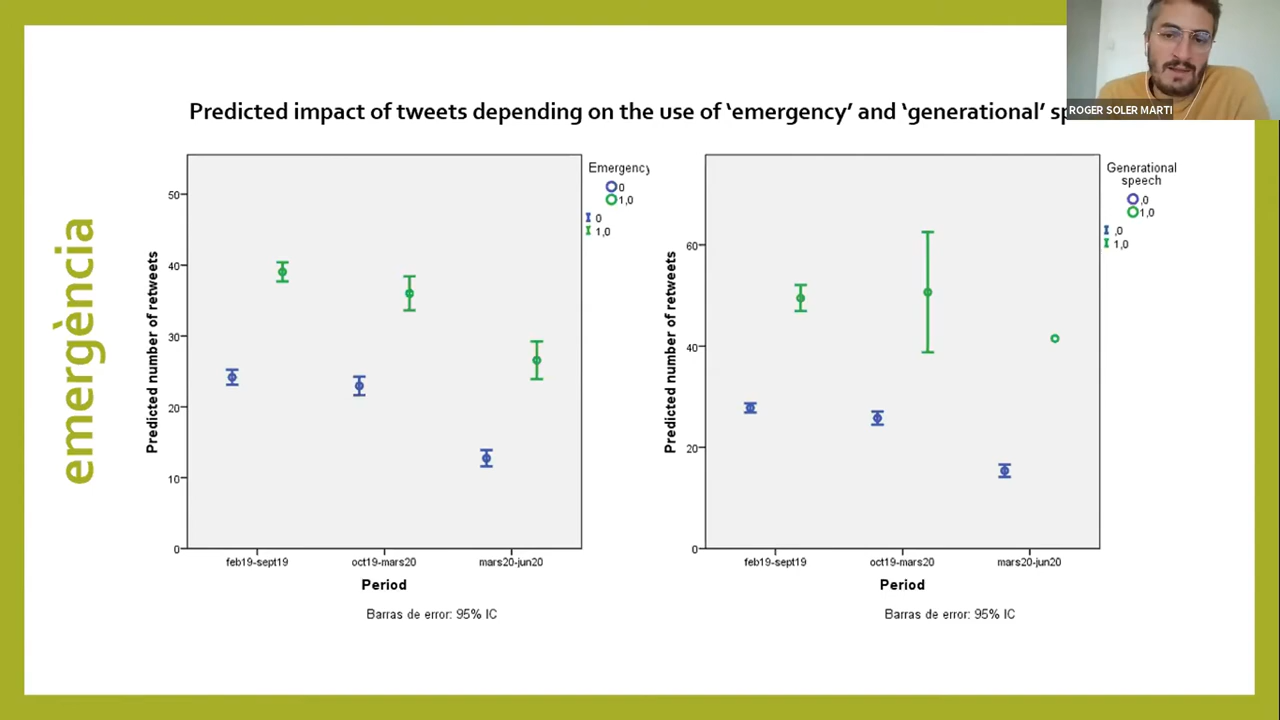 ROGER SOLER MARTI
Predicted impact of tweets depending on the use of ‘emergency’ and ‘generational’
emergència
Predicted number of retweets
50
40
30
20
10
0
feb19-sept19 oct19-mars20 mars20-jun20
Period
Barras de error: 95% IC
Emergency
0
1,0
0
1,0
Predicted number of retweets
60
40
20
0
feb19-sept19 oct19-mars20 mars20-jun20
Period
Barras de error: 95% IC
Generational
speech
,0
1,0
,0
1,0